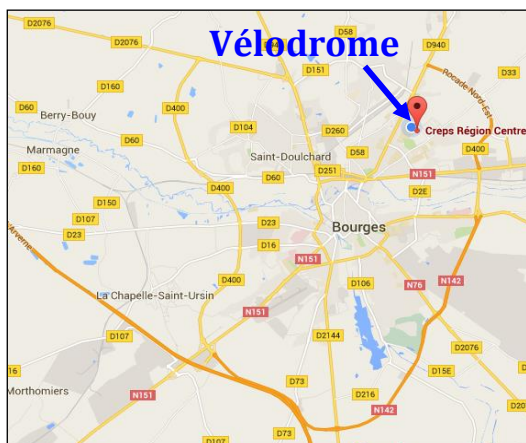 D2076
D58
D940
Vélodrome
D2076
D151
Rocade Nord-Est
D33
D160
D400
D60
Berry-Bouy
Creps Région Centre
D104
D260
D60
D400
Marmagne
Saint-Doulchard
D58
D160
D251
N151
D60
D400
D2E
D150
D107
D23
D23
Bourges
D16
N151
D400
D106
N76
N142
La Chapelle-Saint-Ursin
N151
D107
D2144
D2076
D73
D15E
D216
Morthomiers
N151
N142
D73
D107